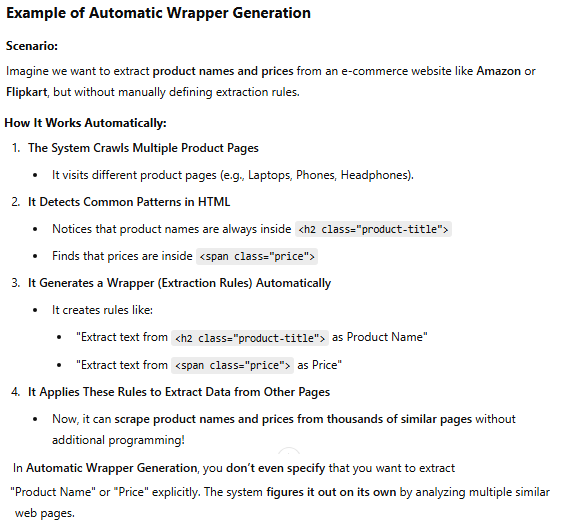 Example of Automatic Wrapper Generation
Scenario:
Imagine we want to extract product names and prices from an e-commerce website like Amazon or
Flipkart, but without manually defining extraction rules.
How It Works Automatically:
1. The System Crawls Multiple Product Pages
• It visits different product pages (e.g., Laptops, Phones, Headphones).
2. It Detects Common Patterns in HTML
• Notices that product names are always inside <h2 class="product-title">
• Finds that prices are inside <span class="price">
3. It Generates a Wrapper (Extraction Rules) Automatically
• It creates rules like:
• "Extract text from <h2 class="product-title"> as Product Name"
• "Extract text from <span class="price"> as Price"
4. It Applies These Rules to Extract Data from Other Pages
• Now, it can scrape product names and prices from thousands of similar pages without
additional programming!
In Automatic Wrapper Generation, you don’t even specify that you want to extract
"Product Name" or "Price" explicitly. The system figures it out on its own by analyzing multiple similar
web pages.